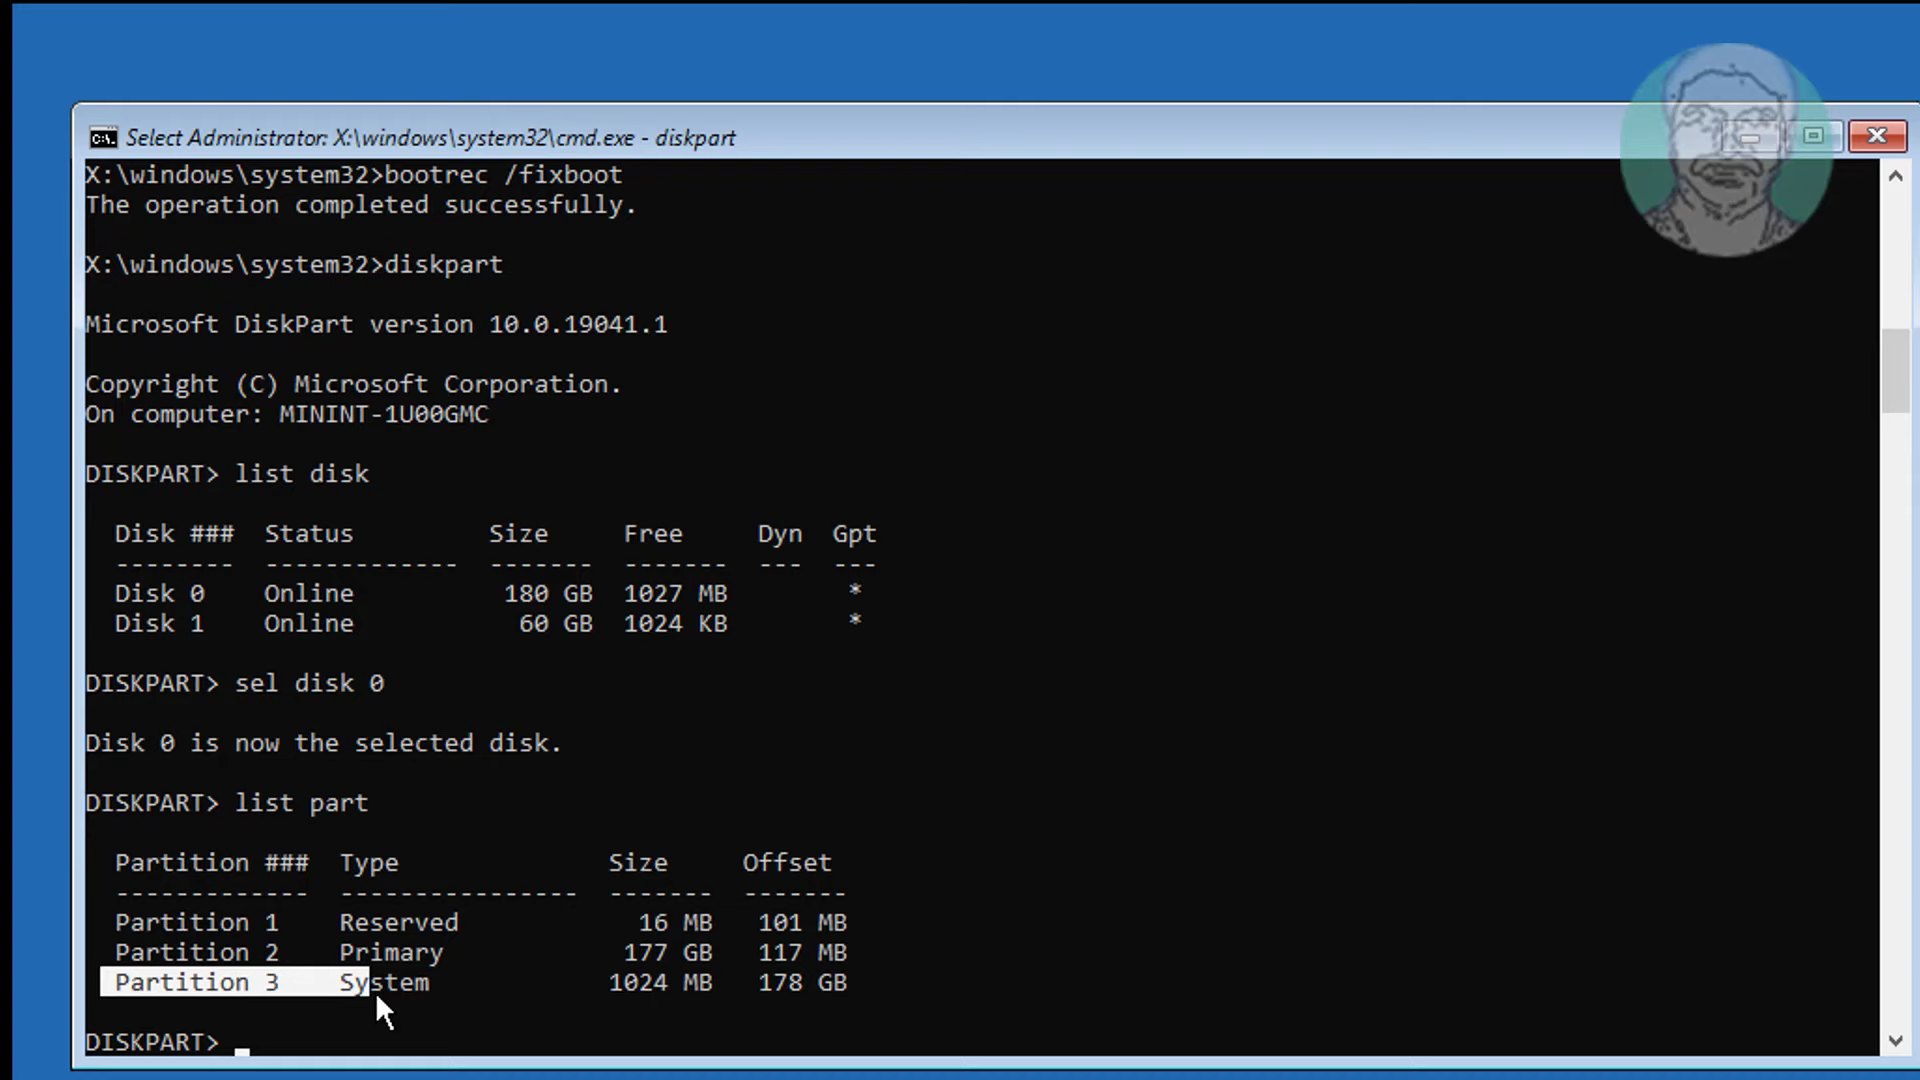 Select Administrator: X:\windows\system32\cmd.exe - diskpart
X:\windows\system32>bootrec /fixboot
The operation completed successfully.
X:\windows\system32>diskpart
Microsoft DiskPart version 10.0.19041.1
Copyright (C) Microsoft Corporation.
On computer: MININT-1U00GMC
DISKPART> list disk
Disk ###  Status         Size     Free     Dyn  Gpt
--------  -------------  -------  -------  ---  ---
Disk 0    Online          180 GB  1027 MB        *
Disk 1    Online           60 GB  1024 KB        *
DISKPART> sel disk 0
Disk 0 is now the selected disk.
DISKPART> list part
Partition ###  Type              Size     Offset
-------------  ----------------  -------  -------
Partition 1    Reserved            16 MB   101 MB
Partition 2    Primary            177 GB   117 MB
Partition 3    System            1024 MB   178 GB
DISKPART>